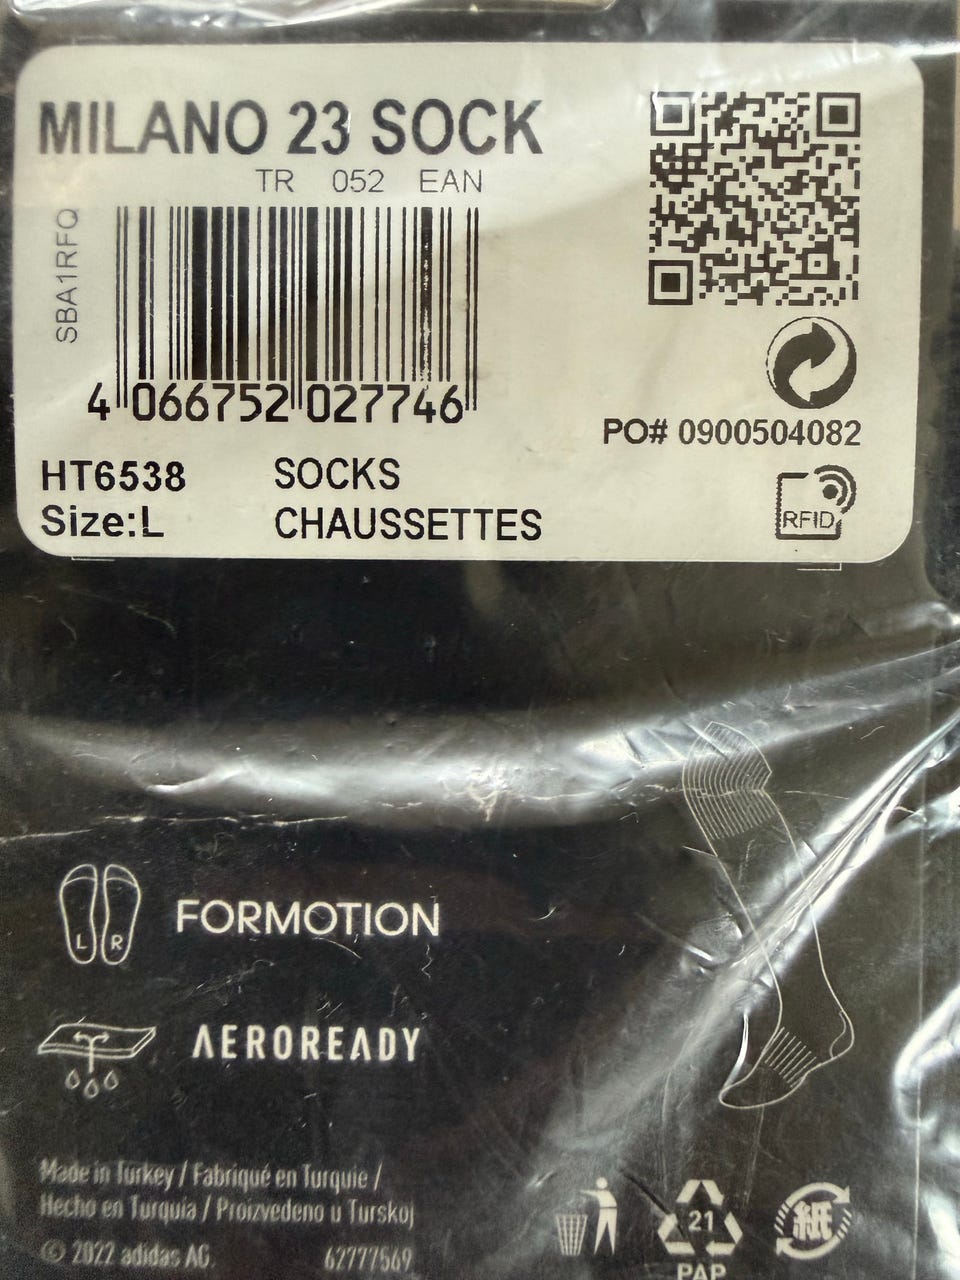 MILANO 23 SOCK
TR 052 EAN
SBA1RFQ
4 066752 027746
PO# 0900504082
HT6538 SOCKS
Size:L CHAUSSETTES
RFID
L R
FORMOTION
AEROREADY
Made in Turkey / Fabriqué en Turquie /
Hecho en Turquía / Proizvedeno u Turskoj
© 2022 adidas AG. 62777569
21
PAP
紙